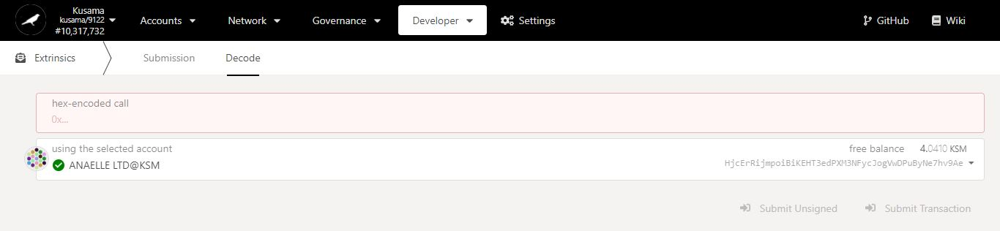 Kusama
kusama/9122
#10,317,732
Accounts
Network
Governance
Developer
Settings
GitHub
Wiki
Extrinsics
Submission
Decode
hex-encoded call
0x...
using the selected account
free balance 4.0410 KSM
ANAELLE LTD@KSM
HjcErRijmpoiBiKEHT3edPXM3NFycJogVwDPuByNe7hv9Ae
Submit Unsigned
Submit Transaction